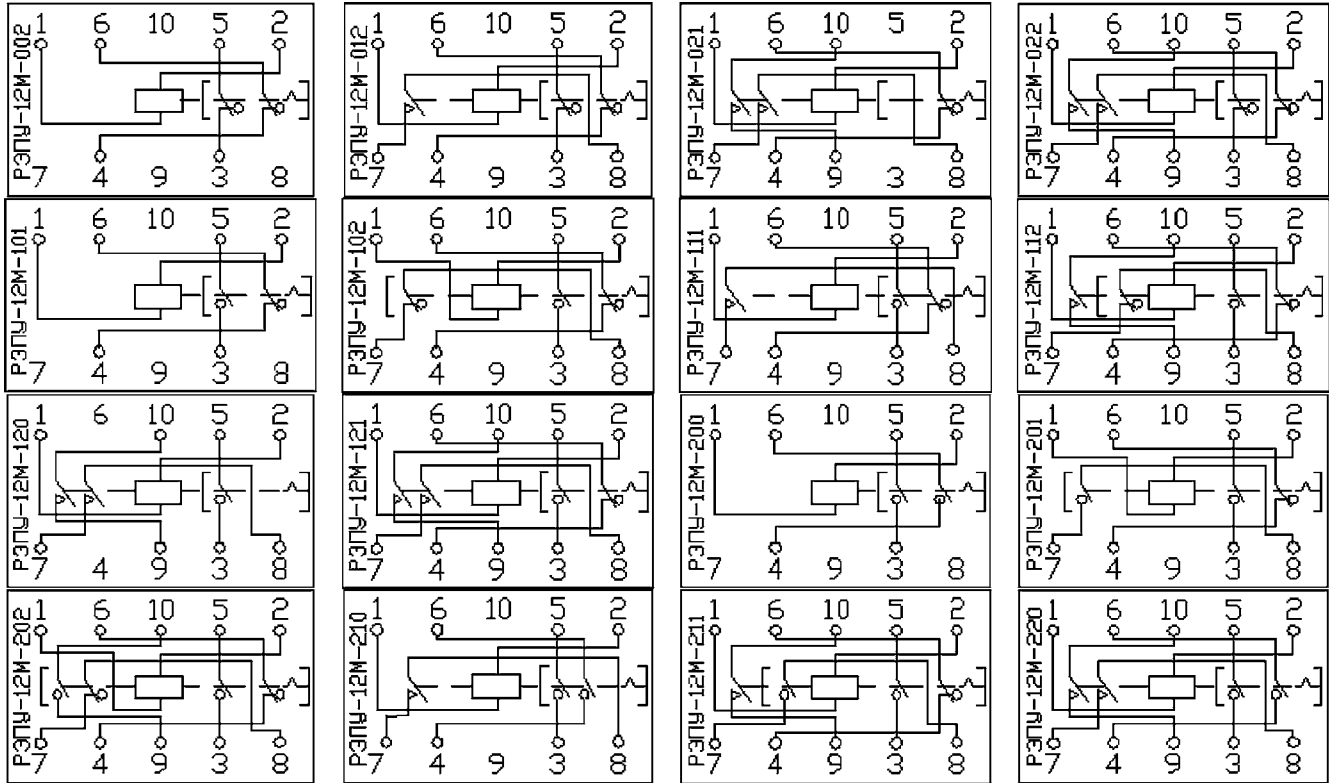 РЭПУ-12М-002
1 6 10 5 2
7 4 9 3 8
РЭПУ-12М-012
1 6 10 5 2
7 4 9 3 8
РЭПУ-12М-021
1 6 10 5 2
7 4 9 3 8
РЭПУ-12М-022
1 6 10 5 2
7 4 9 3 8
РЭПУ-12М-101
1 6 10 5 2
7 4 9 3 8
РЭПУ-12М-102
1 6 10 5 2
7 4 9 3 8
РЭПУ-12М-111
1 6 10 5 2
7 4 9 3 8
РЭПУ-12М-112
1 6 10 5 2
7 4 9 3 8
РЭПУ-12М-120
1 6 10 5 2
7 4 9 3 8
РЭПУ-12М-121
1 6 10 5 2
7 4 9 3 8
РЭПУ-12М-200
1 6 10 5 2
7 4 9 3 8
РЭПУ-12М-201
1 6 10 5 2
7 4 9 3 8
РЭПУ-12М-202
1 6 10 5 2
7 4 9 3 8
РЭПУ-12М-210
1 6 10 5 2
7 4 9 3 8
РЭПУ-12М-211
1 6 10 5 2
7 4 9 3 8
РЭПУ-12М-220
1 6 10 5 2
7 4 9 3 8